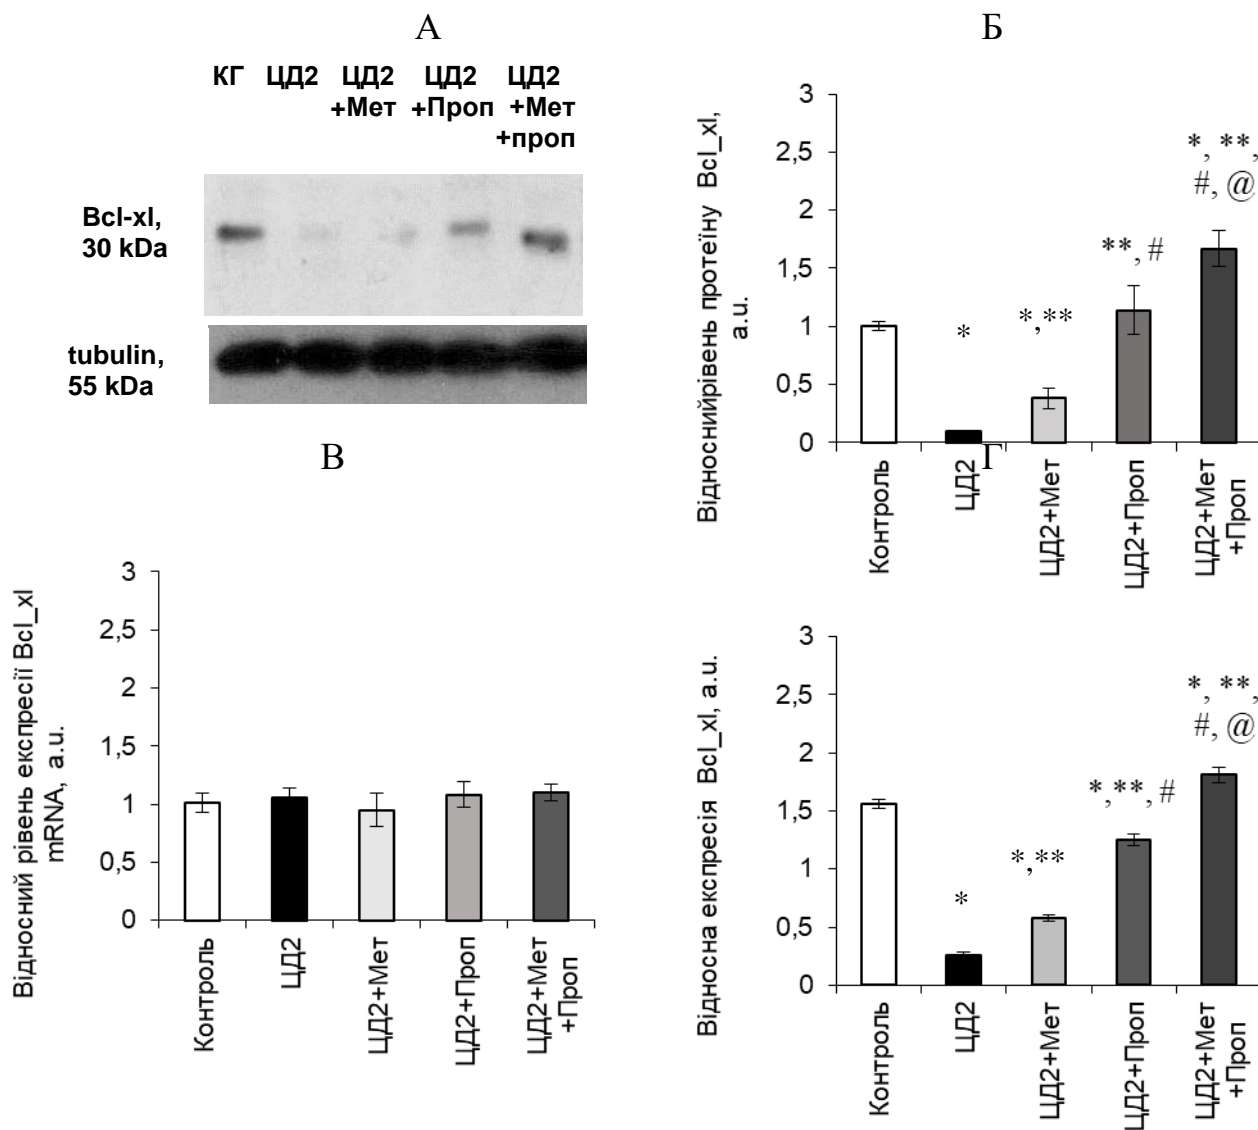 А
КГ ЦД2 ЦД2 ЦД2 ЦД2
+Мет +Проп +Мет
+проп
Bcl-xl,
30 kDa
tubulin,
55 kDa
Б
Відноснийрівень протеїну Bcl_xl,
a.u.
3
2,5
2
1,5
1
0,5
0
*
*,**
**, #
*, **,
#, @
Контроль
ЦД2
ЦД2+Мет
ЦД2+Проп
ЦД2+Мет
+Проп
В
Відносний рівень експресії Bcl_xl
mRNA, a.u.
3
2,5
2
1,5
1
0,5
0
Контроль
ЦД2
ЦД2+Мет
ЦД2+Проп
ЦД2+Мет
+Проп
Г
Відносна експресія Bcl_xl, a.u.
3
2,5
2
1,5
1
0,5
0
*
*,**
*,**, #
*, **,
#, @
Контроль
ЦД2
ЦД2+Мет
ЦД2+Проп
ЦД2+Мет
+Проп